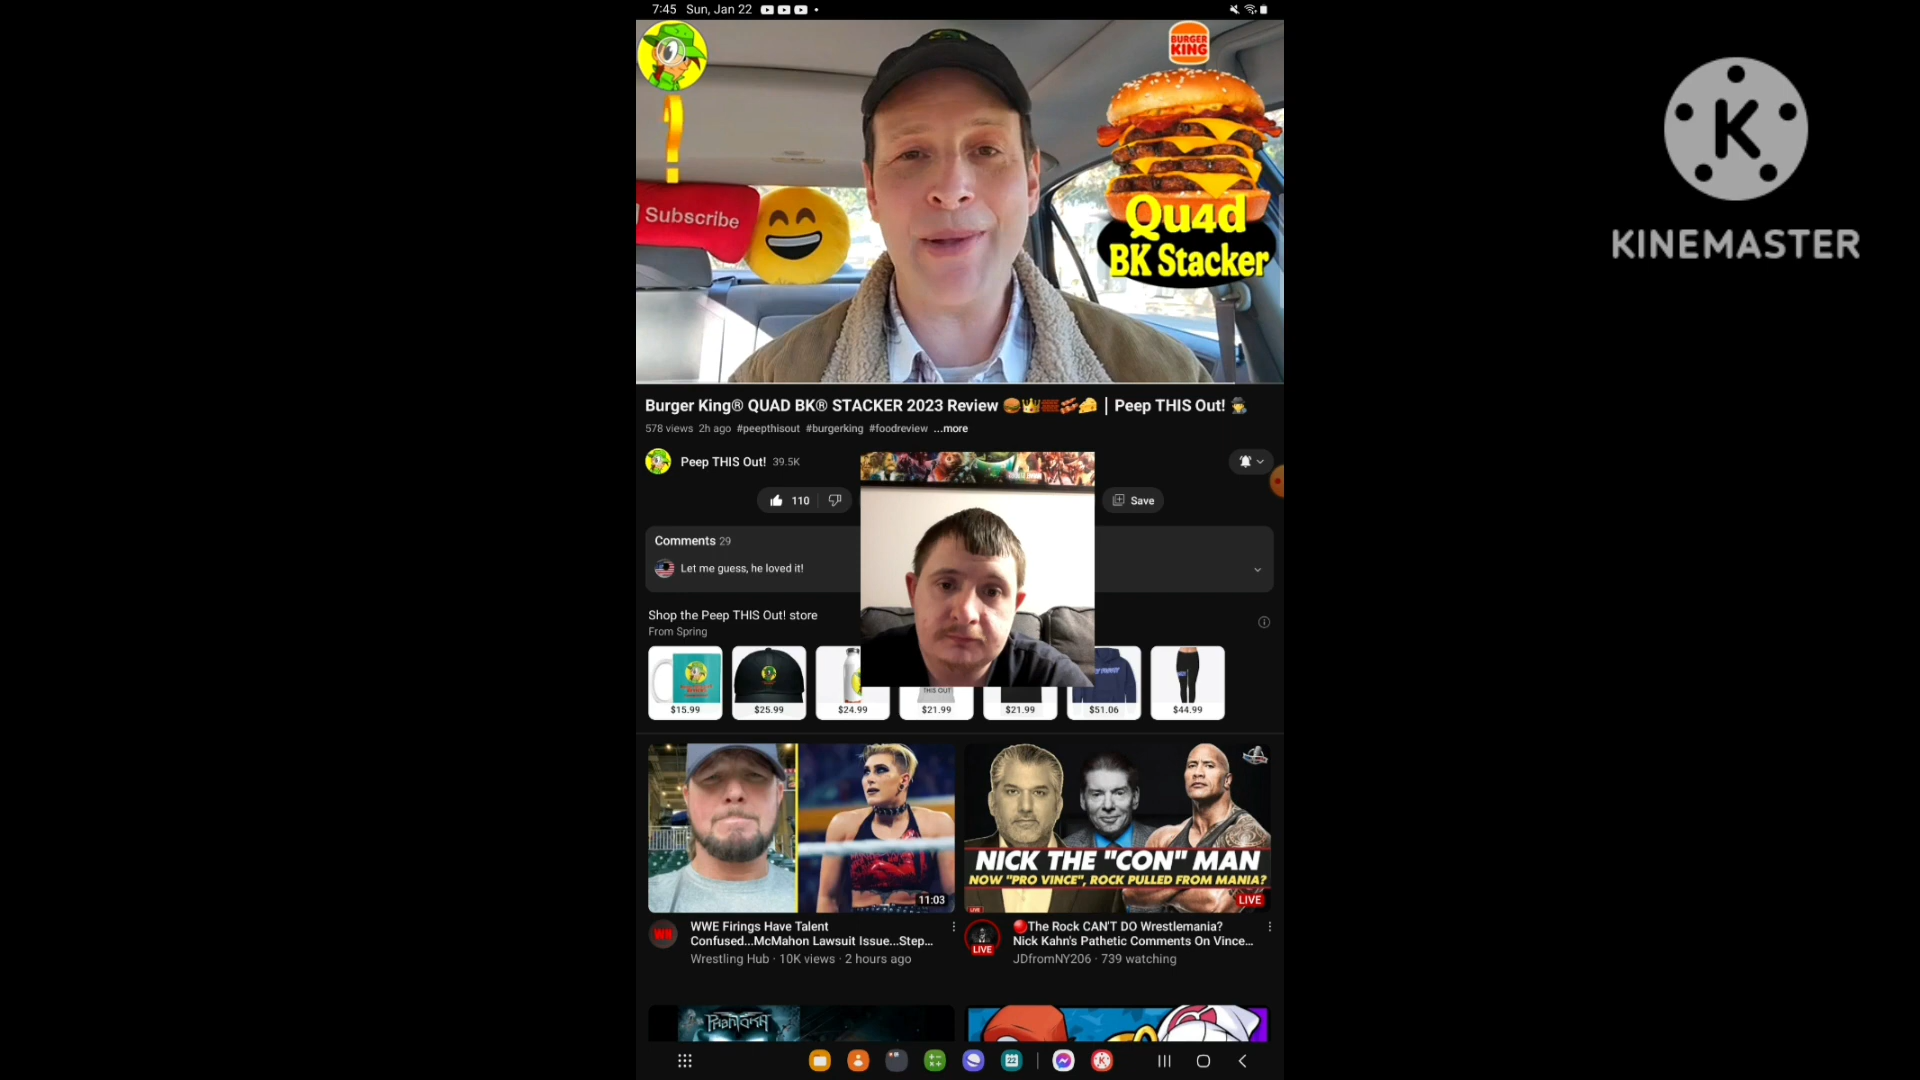 7:45 Sun, Jan 22
BURGER
KING
KINEMASTER
Subscribe
Qu4d
BK Stacker
Burger King® QUAD BK® STACKER 2023 Review | Peep THIS Out!
578 views 2h ago #peepthisout #burgerking #foodreview ...more
Peep THIS Out! 39.5K
110
Save
Comments 29
Let me guess, he loved it!
Shop the Peep THIS Out! store
From Spring
THIS OUT
$15.99 $25.99 $24.99 $21.99 $21.99 $51.06 $44.99
NICK THE "CON" MAN
NOW "PRO VINCE", ROCK PULLED FROM MANIA?
11:03
LIVE
LIVE
WWE Firings Have Talent
Confused...McMahon Lawsuit Issue...Step...
Wrestling Hub · 10K views · 2 hours ago
LIVE
The Rock CAN'T DO Wrestlemania?
Nick Kahn's Pathetic Comments On Vince...
JDfromNY206 · 739 watching
22